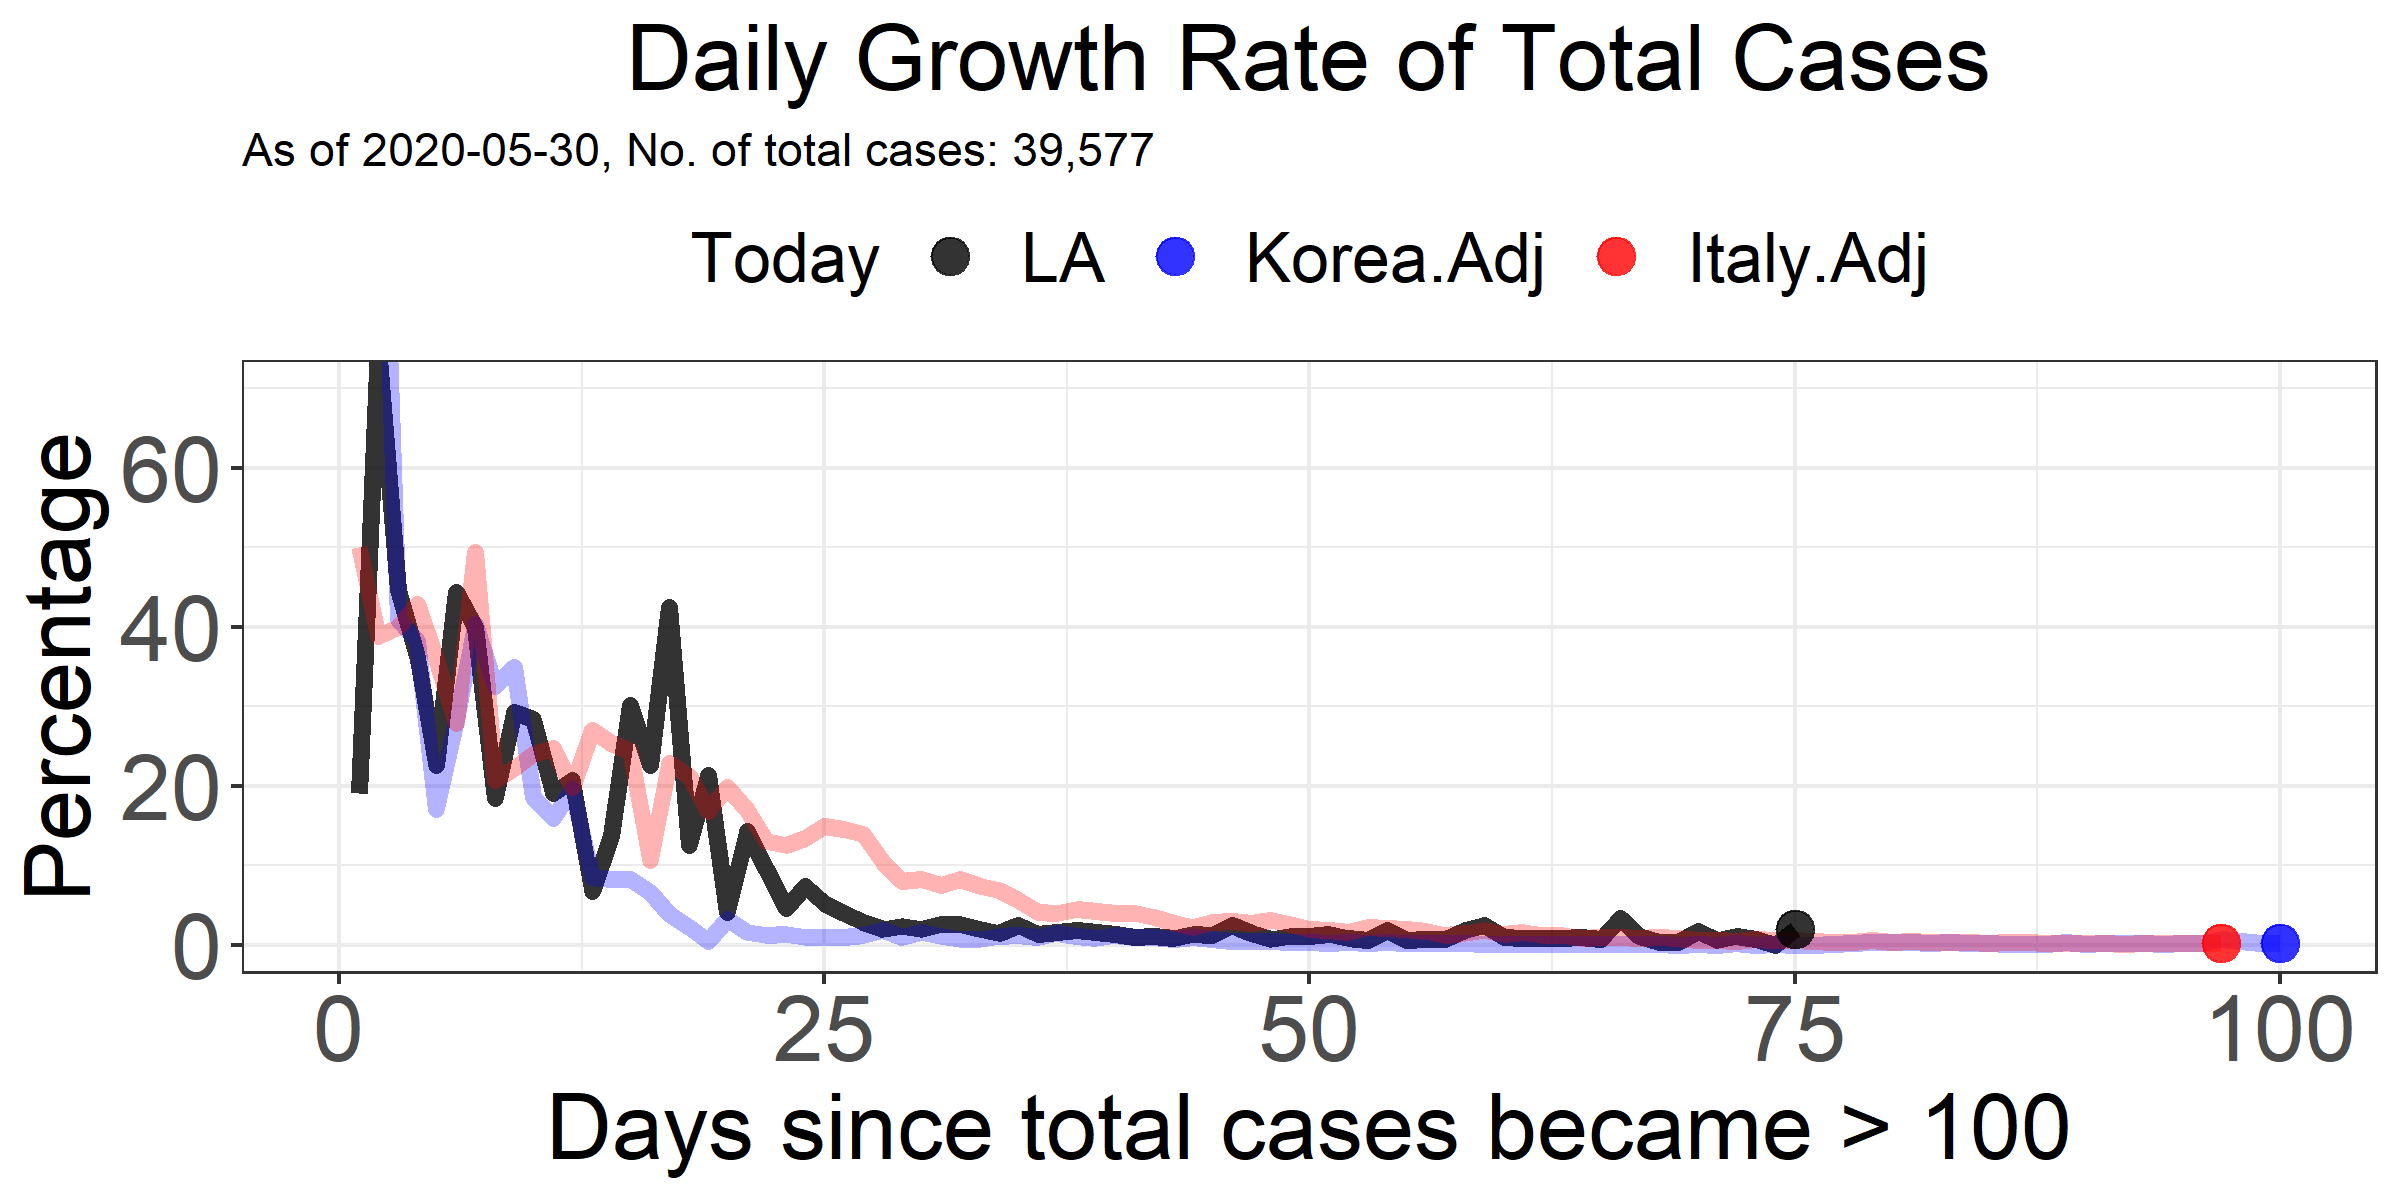 Daily Growth Rate of Total Cases
As of 2020-05-30, No. of total cases: 39,577
Today LA Korea.Adj Italy.Adj
Percentage
60
40
20
0
0 25 50 75 100
Days since total cases became > 100